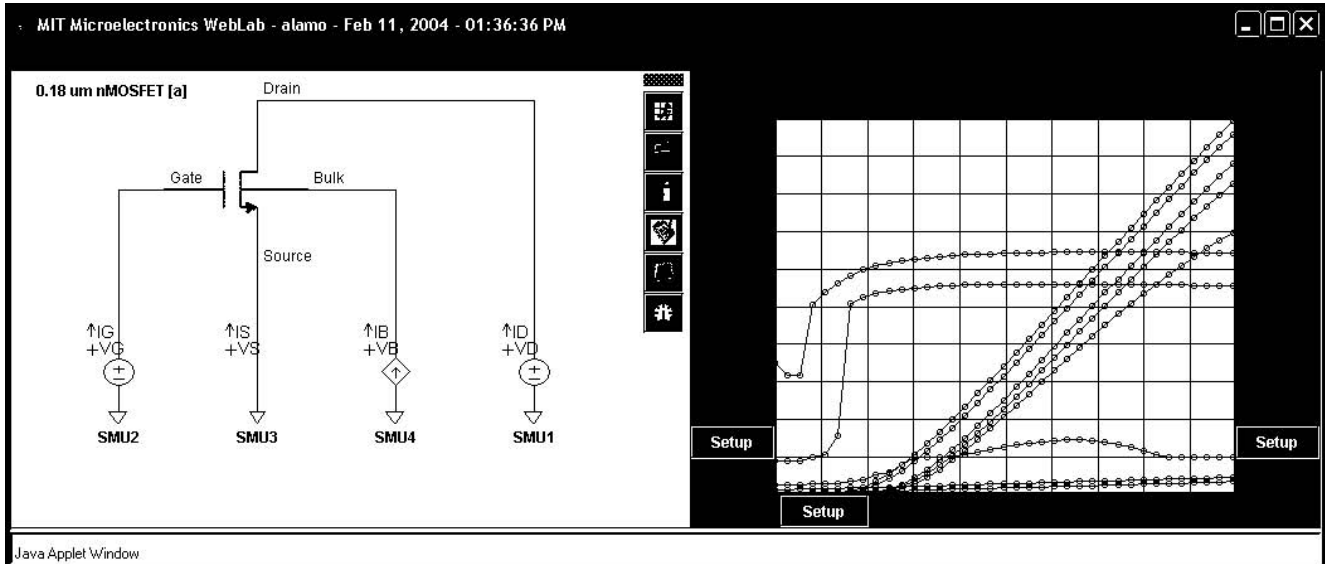 MIT Microelectronics WebLab - alamo - Feb 11, 2004 - 01:36:36 PM
0.18 um nMOSFET [a]
Drain
Gate
Bulk
Source
↑IG
+VG
↑IS
+VS
↑IB
+VB
↑ID
+VD
SMU2
SMU3
SMU4
SMU1
Setup
Setup
Setup
Java Applet Window